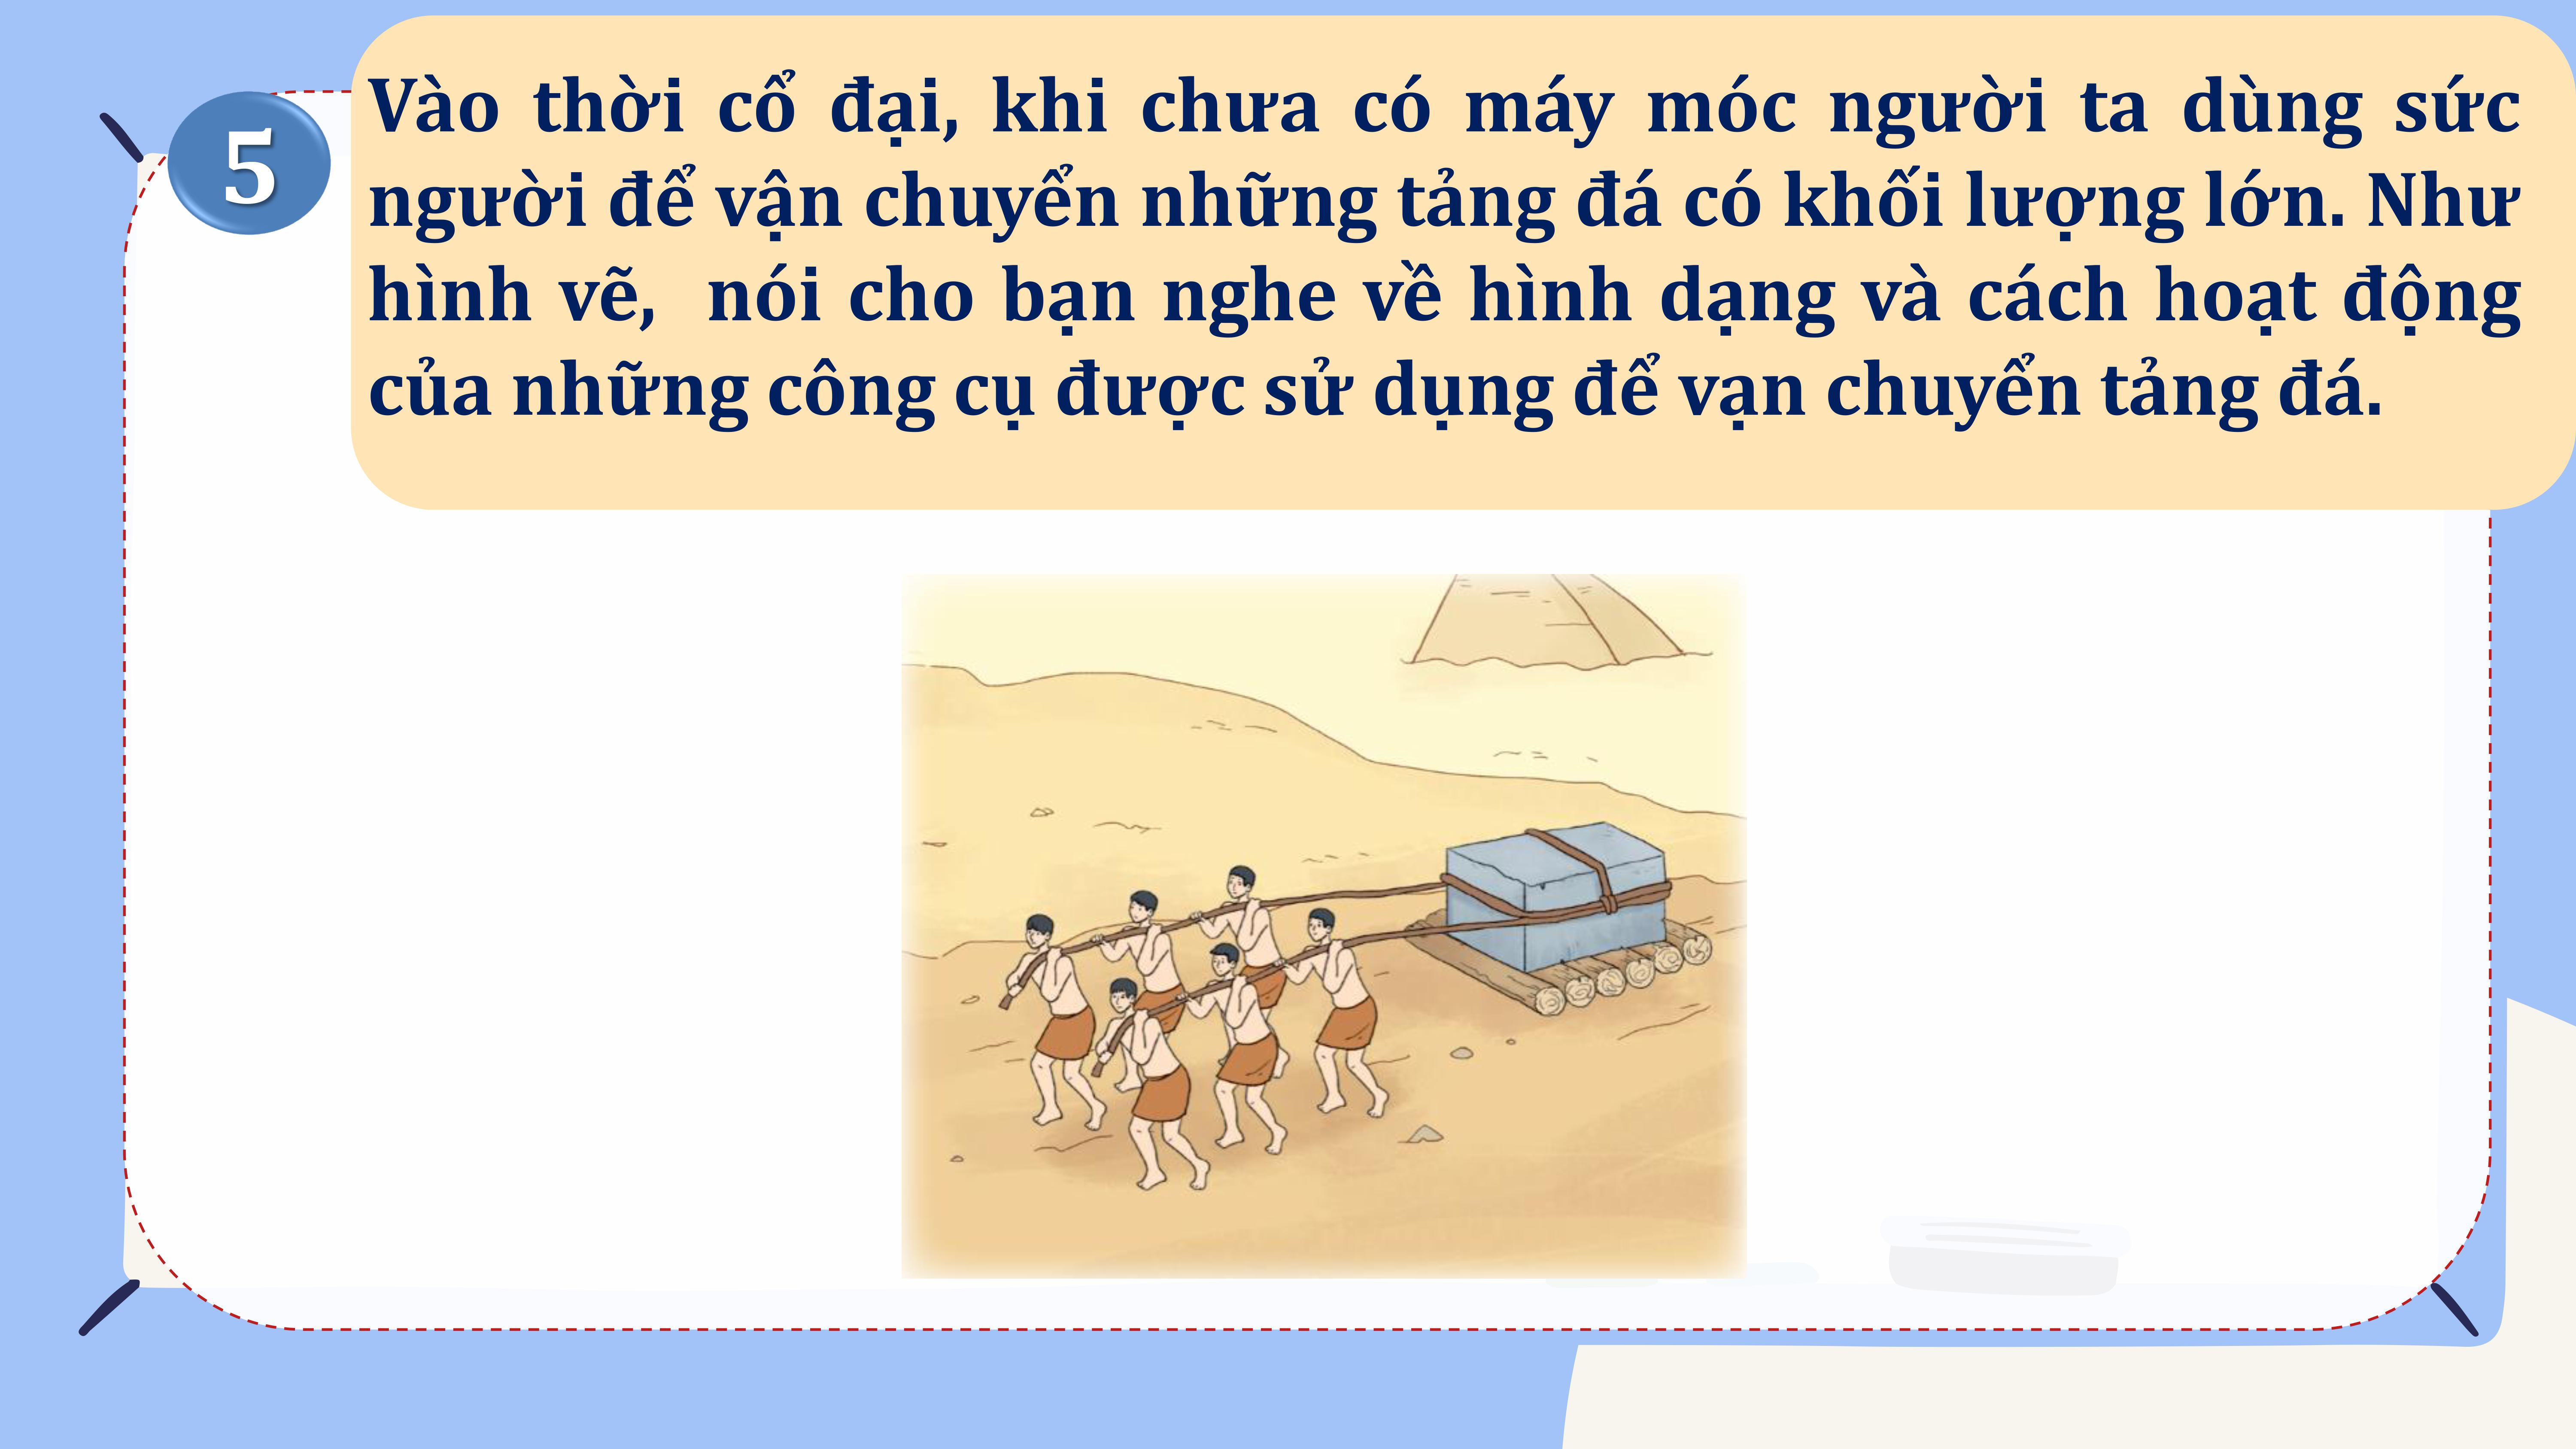 5
Vào thời cổ đại, khi chưa có máy móc người ta dùng sức
người để vận chuyển những tảng đá có khối lượng lớn. Như
hình vẽ, nói cho bạn nghe về hình dạng và cách hoạt động
của những công cụ được sử dụng để vạn chuyển tảng đá.